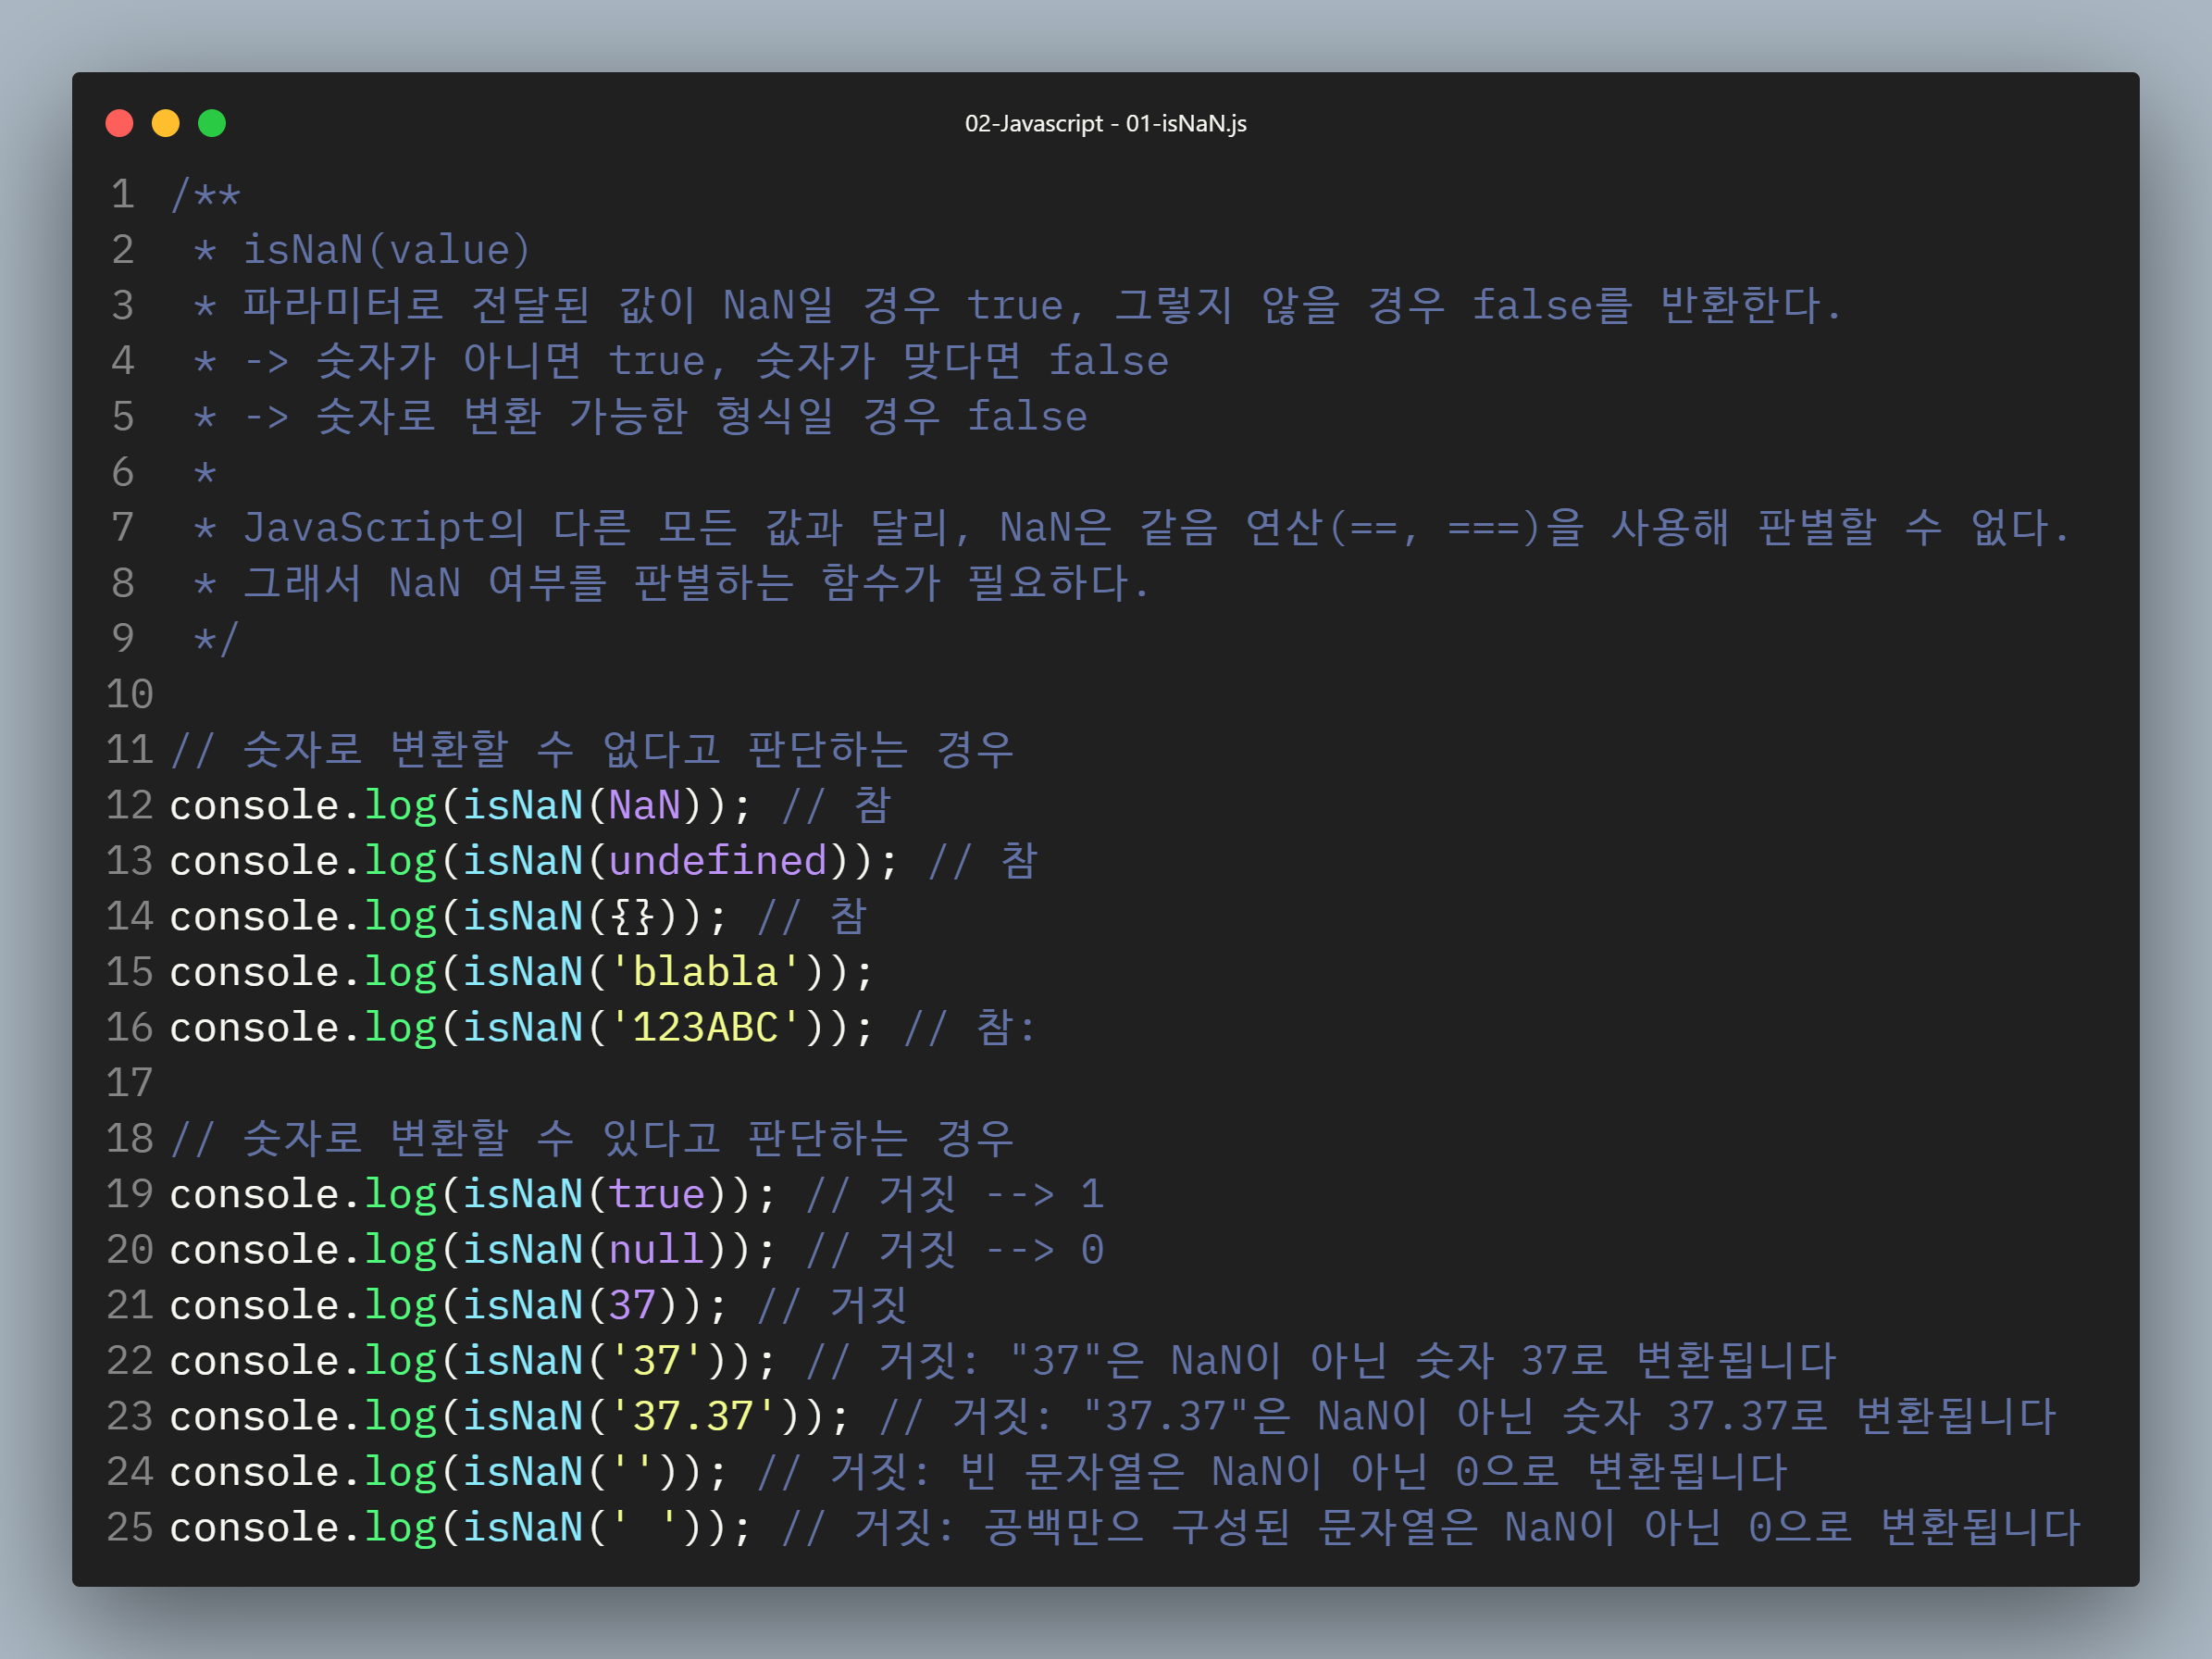 02-Javascript - 01-isNaN.js
1 /**
2  * isNaN(value)
3  * 파라미터로 전달된 값이 NaN일 경우 true, 그렇지 않을 경우 false를 반환한다.
4  * -> 숫자가 아니면 true, 숫자가 맞다면 false
5  * -> 숫자로 변환 가능한 형식일 경우 false
6  *
7  * JavaScript의 다른 모든 값과 달리, NaN은 같음 연산(==, ===)을 사용해 판별할 수 없다.
8  * 그래서 NaN 여부를 판별하는 함수가 필요하다.
9  */
10
11 // 숫자로 변환할 수 없다고 판단하는 경우
12 console.log(isNaN(NaN)); // 참
13 console.log(isNaN(undefined)); // 참
14 console.log(isNaN({})); // 참
15 console.log(isNaN('blabla'));
16 console.log(isNaN('123ABC')); // 참:
17
18 // 숫자로 변환할 수 있다고 판단하는 경우
19 console.log(isNaN(true)); // 거짓 --> 1
20 console.log(isNaN(null)); // 거짓 --> 0
21 console.log(isNaN(37)); // 거짓
22 console.log(isNaN('37')); // 거짓: "37"은 NaN이 아닌 숫자 37로 변환됩니다
23 console.log(isNaN('37.37')); // 거짓: "37.37"은 NaN이 아닌 숫자 37.37로 변환됩니다
24 console.log(isNaN('')); // 거짓: 빈 문자열은 NaN이 아닌 0으로 변환됩니다
25 console.log(isNaN(' ')); // 거짓: 공백만으 구성된 문자열은 NaN이 아닌 0으로 변환됩니다